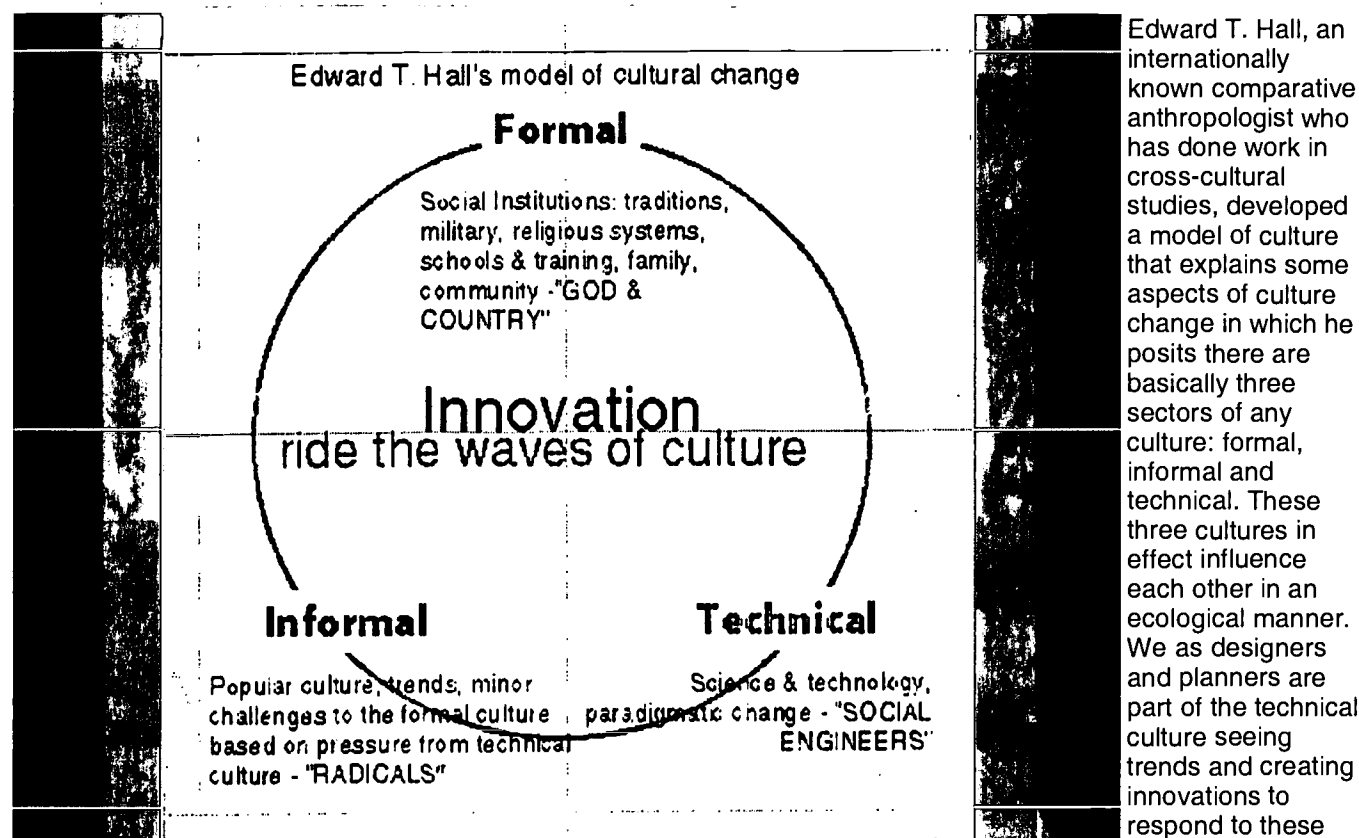 Edward T. Hall's model of cultural change
Formal
Social Institutions: traditions,
military, religious systems,
schools & training, family,
community -"GOD &
COUNTRY"
Innovation
ride the waves of culture
Informal
Popular culture, trends, minor
challenges to the formal culture
based on pressure from technical
culture - "RADICALS"
Technical
Science & technology,
paradigmatic change - "SOCIAL
ENGINEERS"
Edward T. Hall, an
internationally
known comparative
anthropologist who
has done work in
cross-cultural
studies, developed
a model of culture
that explains some
aspects of culture
change in which he
posits there are
basically three
sectors of any
culture: formal,
informal and
technical. These
three cultures in
effect influence
each other in an
ecological manner.
We as designers
and planners are
part of the technical
culture seeing
trends and creating
innovations to
respond to these